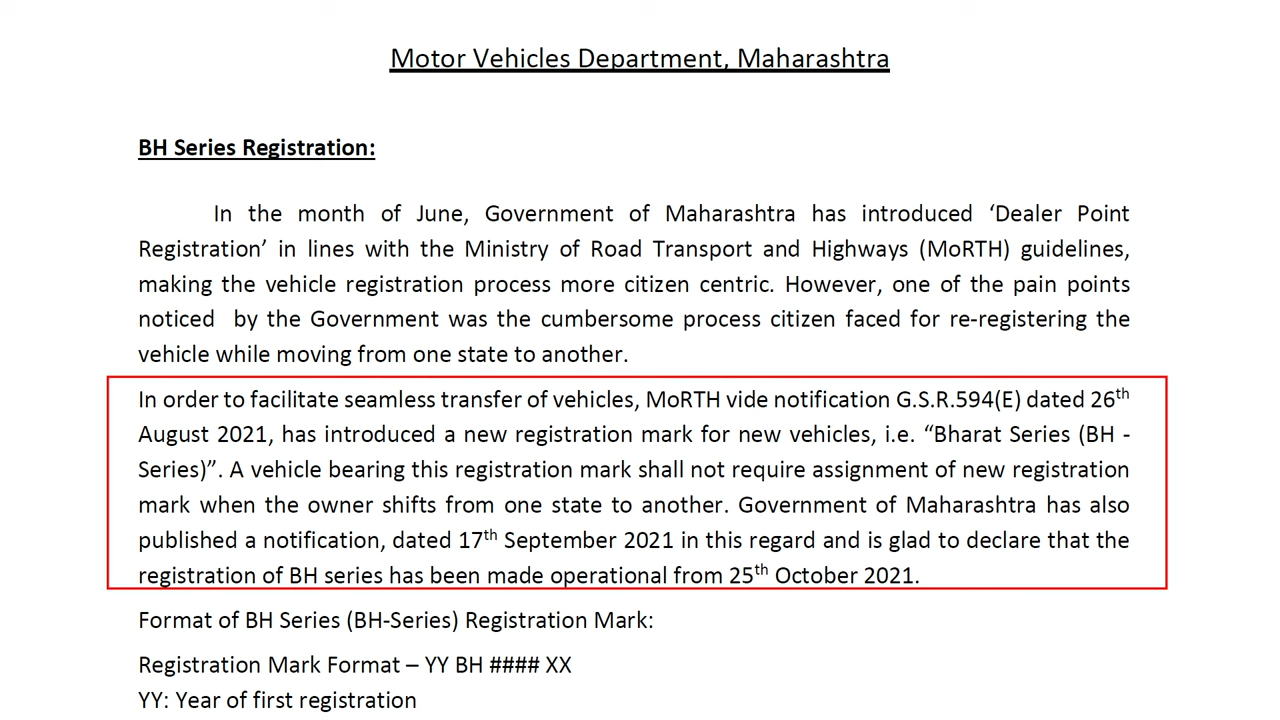 Motor Vehicles Department, Maharashtra
BH Series Registration:
In the month of June, Government of Maharashtra has introduced ‘Dealer Point
Registration’ in lines with the Ministry of Road Transport and Highways (MoRTH) guidelines,
making the vehicle registration process more citizen centric. However, one of the pain points
noticed by the Government was the cumbersome process citizen faced for re-registering the
vehicle while moving from one state to another.
In order to facilitate seamless transfer of vehicles, MoRTH vide notification G.S.R.594(E) dated 26th
August 2021, has introduced a new registration mark for new vehicles, i.e. “Bharat Series (BH -
Series)”. A vehicle bearing this registration mark shall not require assignment of new registration
mark when the owner shifts from one state to another. Government of Maharashtra has also
published a notification, dated 17th September 2021 in this regard and is glad to declare that the
registration of BH series has been made operational from 25th October 2021.
Format of BH Series (BH-Series) Registration Mark:
Registration Mark Format – YY BH #### XX
YY: Year of first registration